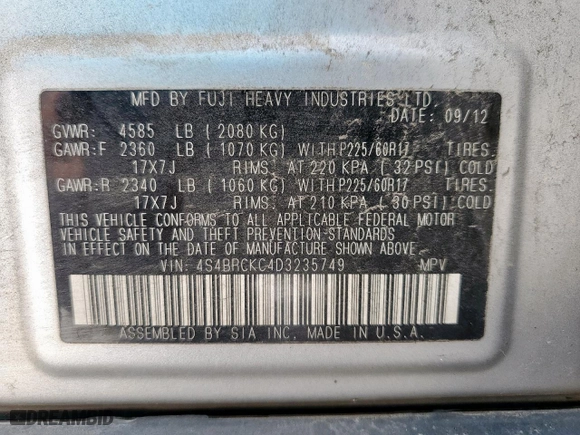 MFD BY FUJI HEAVY INDUSTRIES LTD.
DATE: 09/12
GVWR: 4585 LB ( 2080 KG)
GAWR:F 2360 LB ( 1070 KG) WITH P225/60R17 TIRES.
17X7J RIMS. AT 220 KPA ( 32 PSI) COLD
GAWR:R 2340 LB ( 1060 KG) WITH P225/60R17 TIRES.
17X7J RIMS. AT 210 KPA ( 30 PSI) COLD
THIS VEHICLE CONFORMS TO ALL APPLICABLE FEDERAL MOTOR
VEHICLE SAFETY AND THEFT PREVENTION-STANDARDS
IN EFFECT ON THE DATE OF MANUFACTURE SHOWN ABOVE.
VIN: 4S4BRCKC4D3235749 MPV
ASSEMBLED BY SIA INC. MADE IN U.S.A.
DREAMBID